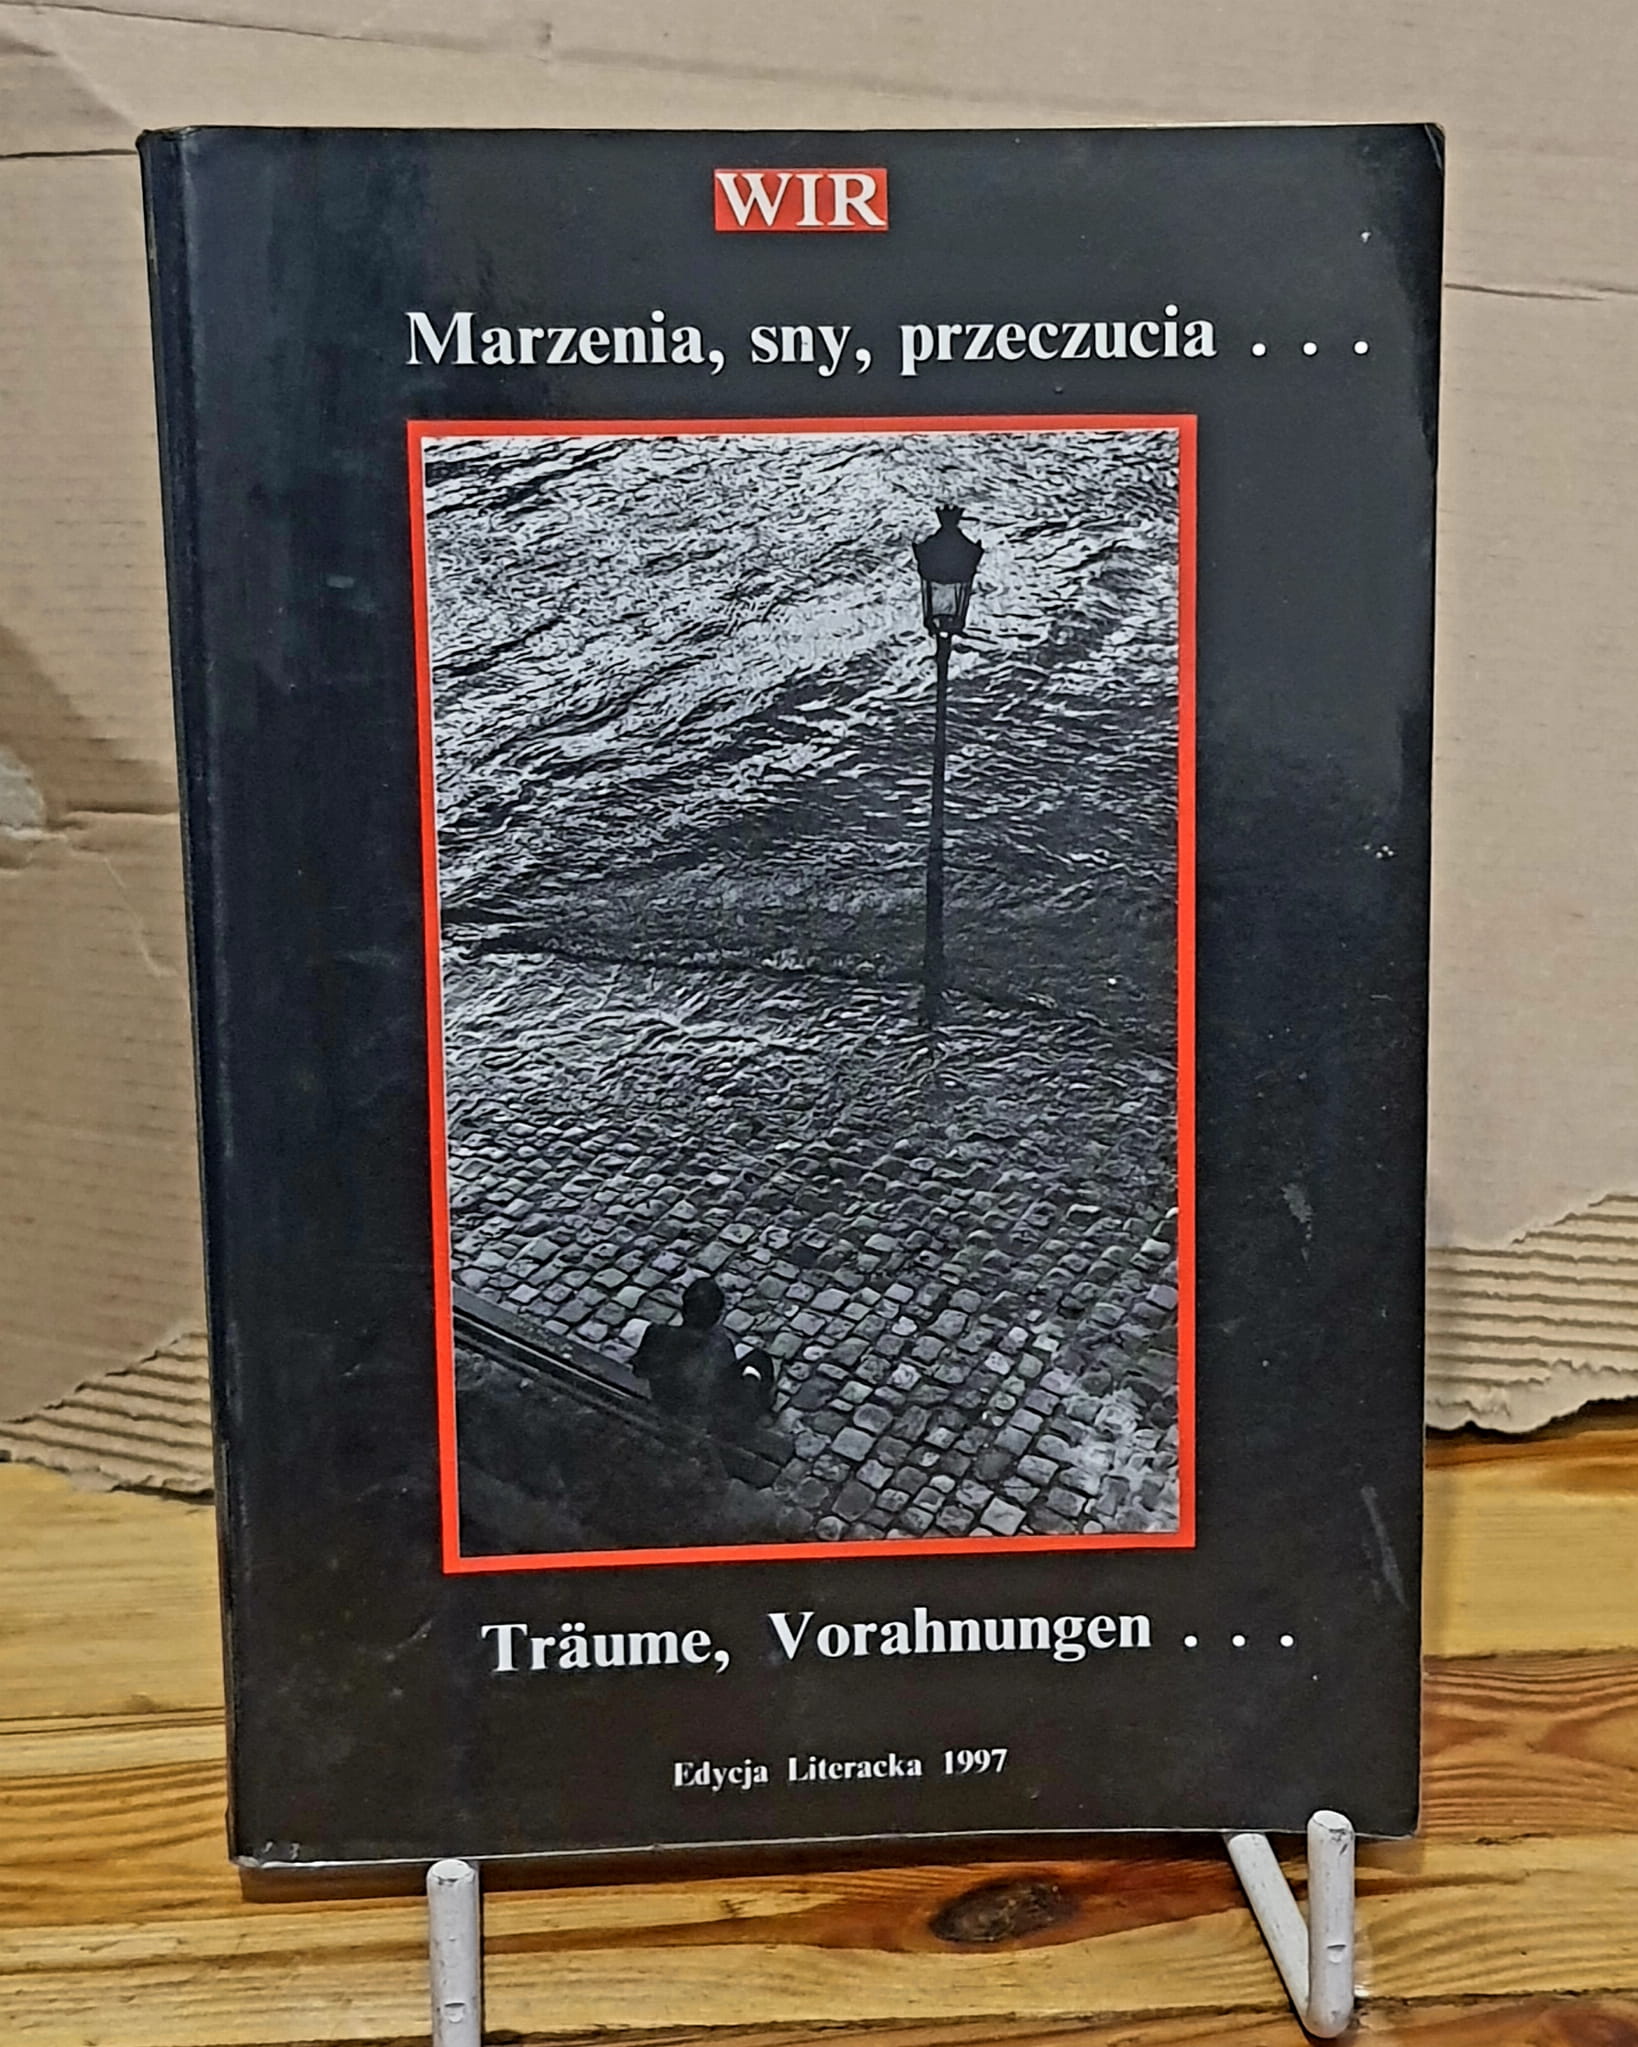 WIR
Marzenia, sny, przeczucia . . .
Träume, Vorahnungen . . .
Edycja Literacka 1997